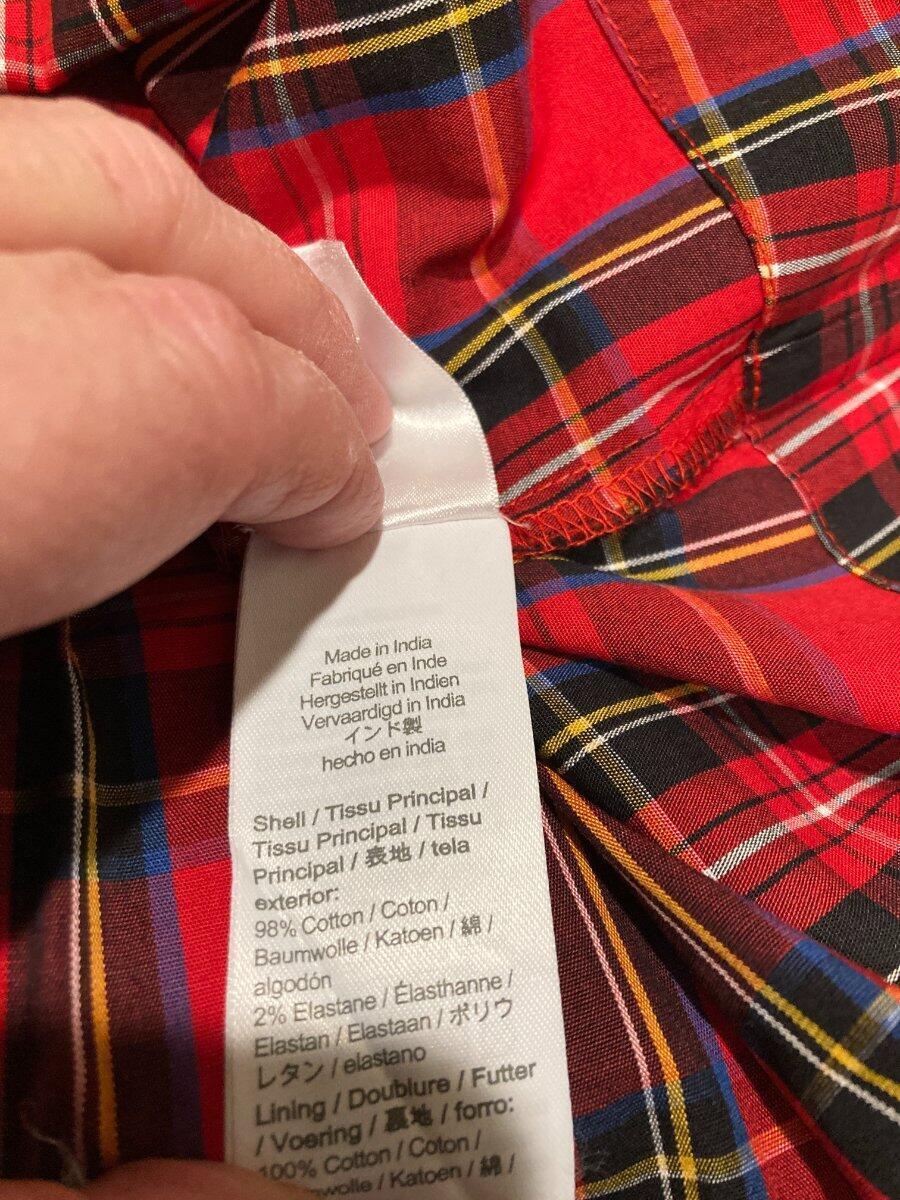 Made in India
Fabriqué en Inde
Hergestellt in Indien
Vervaardigd in India
インド製
hecho en india
Shell / Tissu Principal /
Tissu Principal / Tissu
Principal / 表地 / tela
exterior:
98% Cotton / Coton /
Baumwolle / Katoen / 綿 /
algodón
2% Elastane / Élasthanne /
Elastan / Elastaan / ポリウ
レタン / elastano
Lining / Doublure / Futter
/ Voering / 裏地 / forro:
100% Cotton / Coton /
/ Katoen / 綿 /